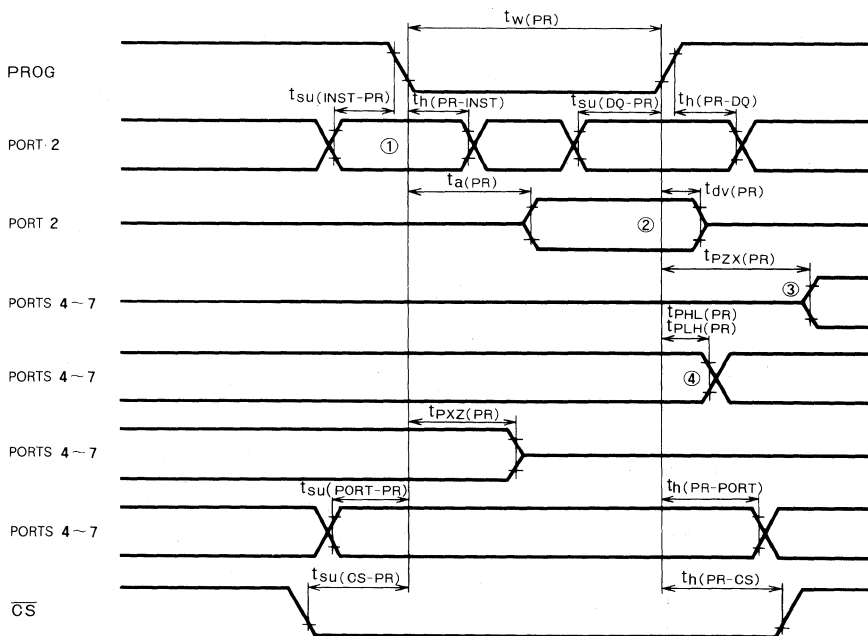 tw(PR)
PROG
tsu(INST-PR)
th(PR-INST)
tsu(DQ-PR)
th(PR-DQ)
PORT 2
①
ta(PR)
tdv(PR)
PORT 2
②
tPZX(PR)
PORTS 4~7
③
tPHL(PR)
tPLH(PR)
PORTS 4~7
④
tPXZ(PR)
PORTS 4~7
tsu(PORT-PR)
th(PR-PORT)
PORTS 4~7
tsu(CS-PR)
th(PR-CS)
C̅S̅